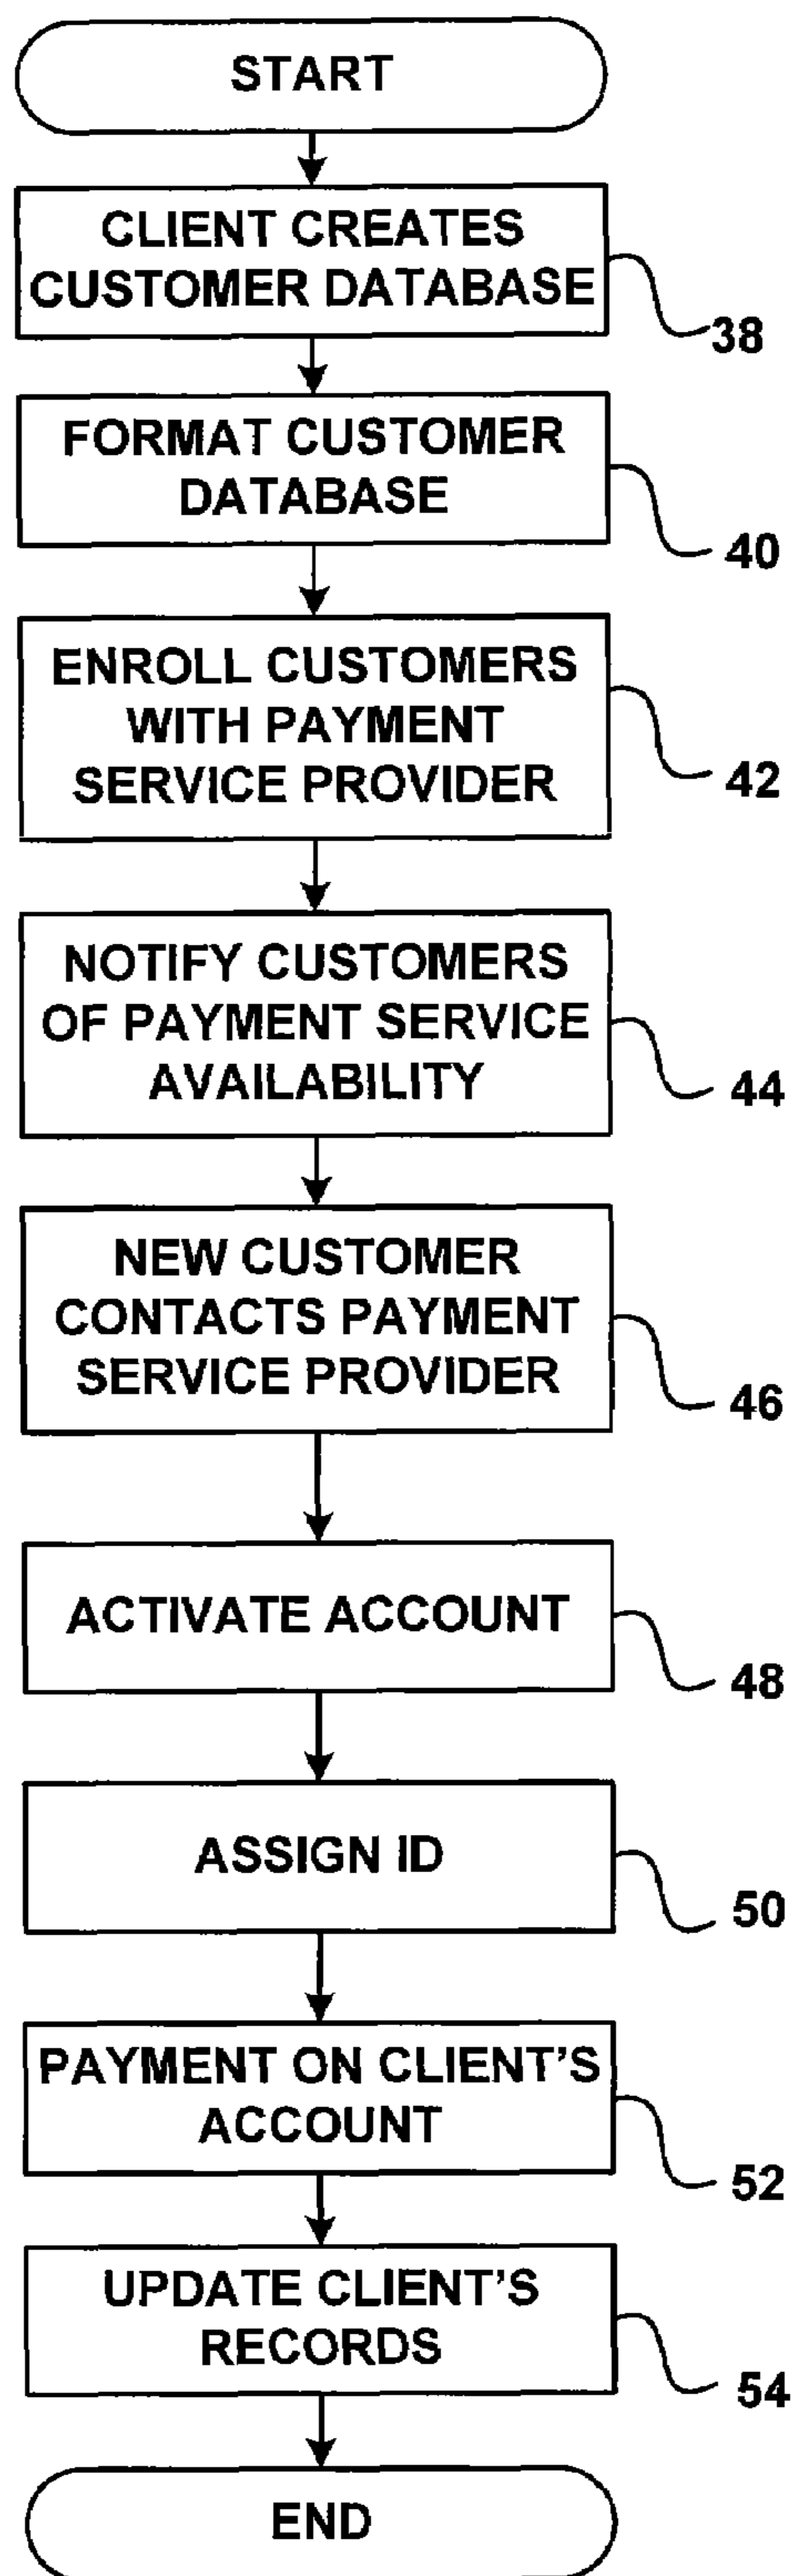 START
CLIENT CREATES
CUSTOMER DATABASE
38
FORMAT CUSTOMER
DATABASE
40
ENROLL CUSTOMERS
WITH PAYMENT
SERVICE PROVIDER
42
NOTIFY CUSTOMERS
OF PAYMENT SERVICE
AVAILABILITY
44
NEW CUSTOMER
CONTACTS PAYMENT
SERVICE PROVIDER
46
ACTIVATE ACCOUNT
48
ASSIGN ID
50
PAYMENT ON CLIENT'S
ACCOUNT
52
UPDATE CLIENT'S
RECORDS
54
END